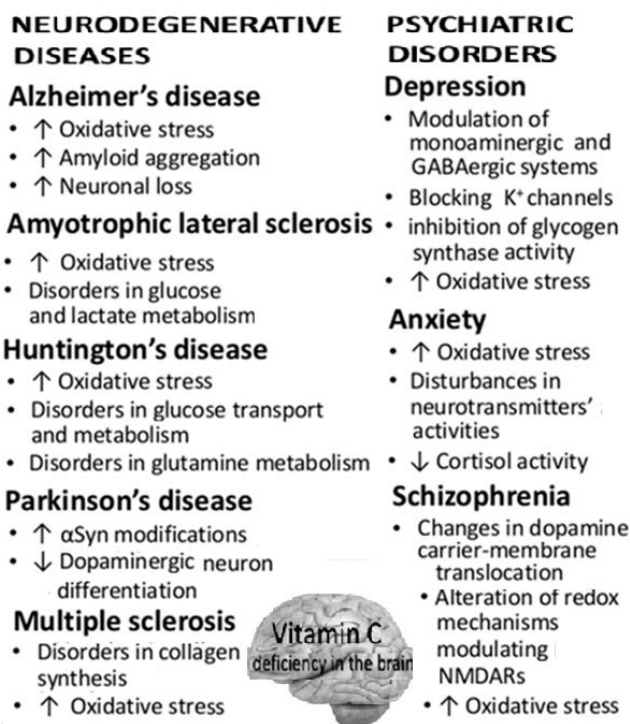 NEURODEGENERATIVE
DISEASES
Alzheimer's disease
• ↑ Oxidative stress
• ↑ Amyloid aggregation
• ↑ Neuronal loss
Amyotrophic lateral sclerosis
• ↑ Oxidative stress
• Disorders in glucose
and lactate metabolism
Huntington's disease
• ↑ Oxidative stress
• Disorders in glucose transport
and metabolism
• Disorders in glutamine metabolism
Parkinson's disease
• ↑ αSyn modifications
• ↓ Dopaminergic neuron
differentiation
Multiple sclerosis
• Disorders in collagen
synthesis
• ↑ Oxidative stress
PSYCHIATRIC
DISORDERS
Depression
• Modulation of
monoaminergic and
GABAergic systems
• Blocking K⁺ channels
• inhibition of glycogen
synthase activity
• ↑ Oxidative stress
Anxiety
• ↑ Oxidative stress
• Disturbances in
neurotransmitters'
activities
• ↓ Cortisol activity
Schizophrenia
• Changes in dopamine
carrier-membrane
translocation
• Alteration of redox
mechanisms
modulating
NMDARs
• ↑ Oxidative stress
Vitamin C
deficiency in the brain